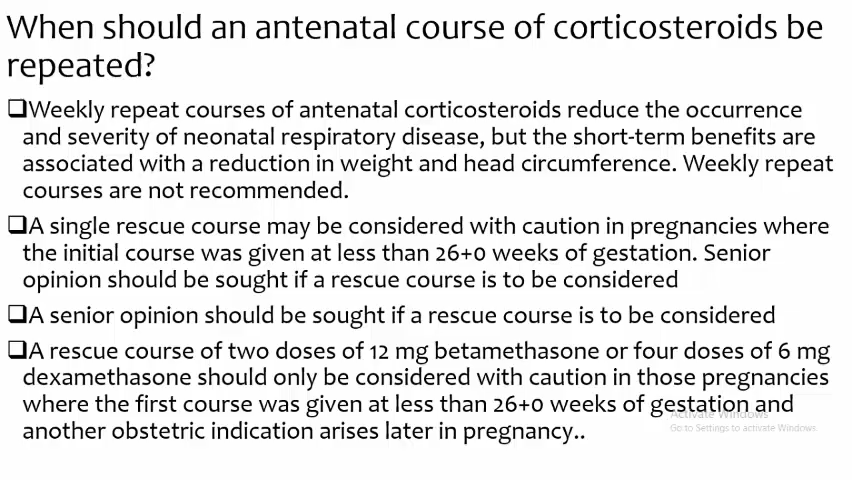 When should an antenatal course of corticosteroids be
repeated?
❑Weekly repeat courses of antenatal corticosteroids reduce the occurrence
and severity of neonatal respiratory disease, but the short-term benefits are
associated with a reduction in weight and head circumference. Weekly repeat
courses are not recommended.
❑A single rescue course may be considered with caution in pregnancies where
the initial course was given at less than 26+0 weeks of gestation. Senior
opinion should be sought if a rescue course is to be considered
❑A senior opinion should be sought if a rescue course is to be considered
❑A rescue course of two doses of 12 mg betamethasone or four doses of 6 mg
dexamethasone should only be considered with caution in those pregnancies
where the first course was given at less than 26+0 weeks of gestation and
another obstetric indication arises later in pregnancy..
Activate Windows
Go to Settings to activate Windows.